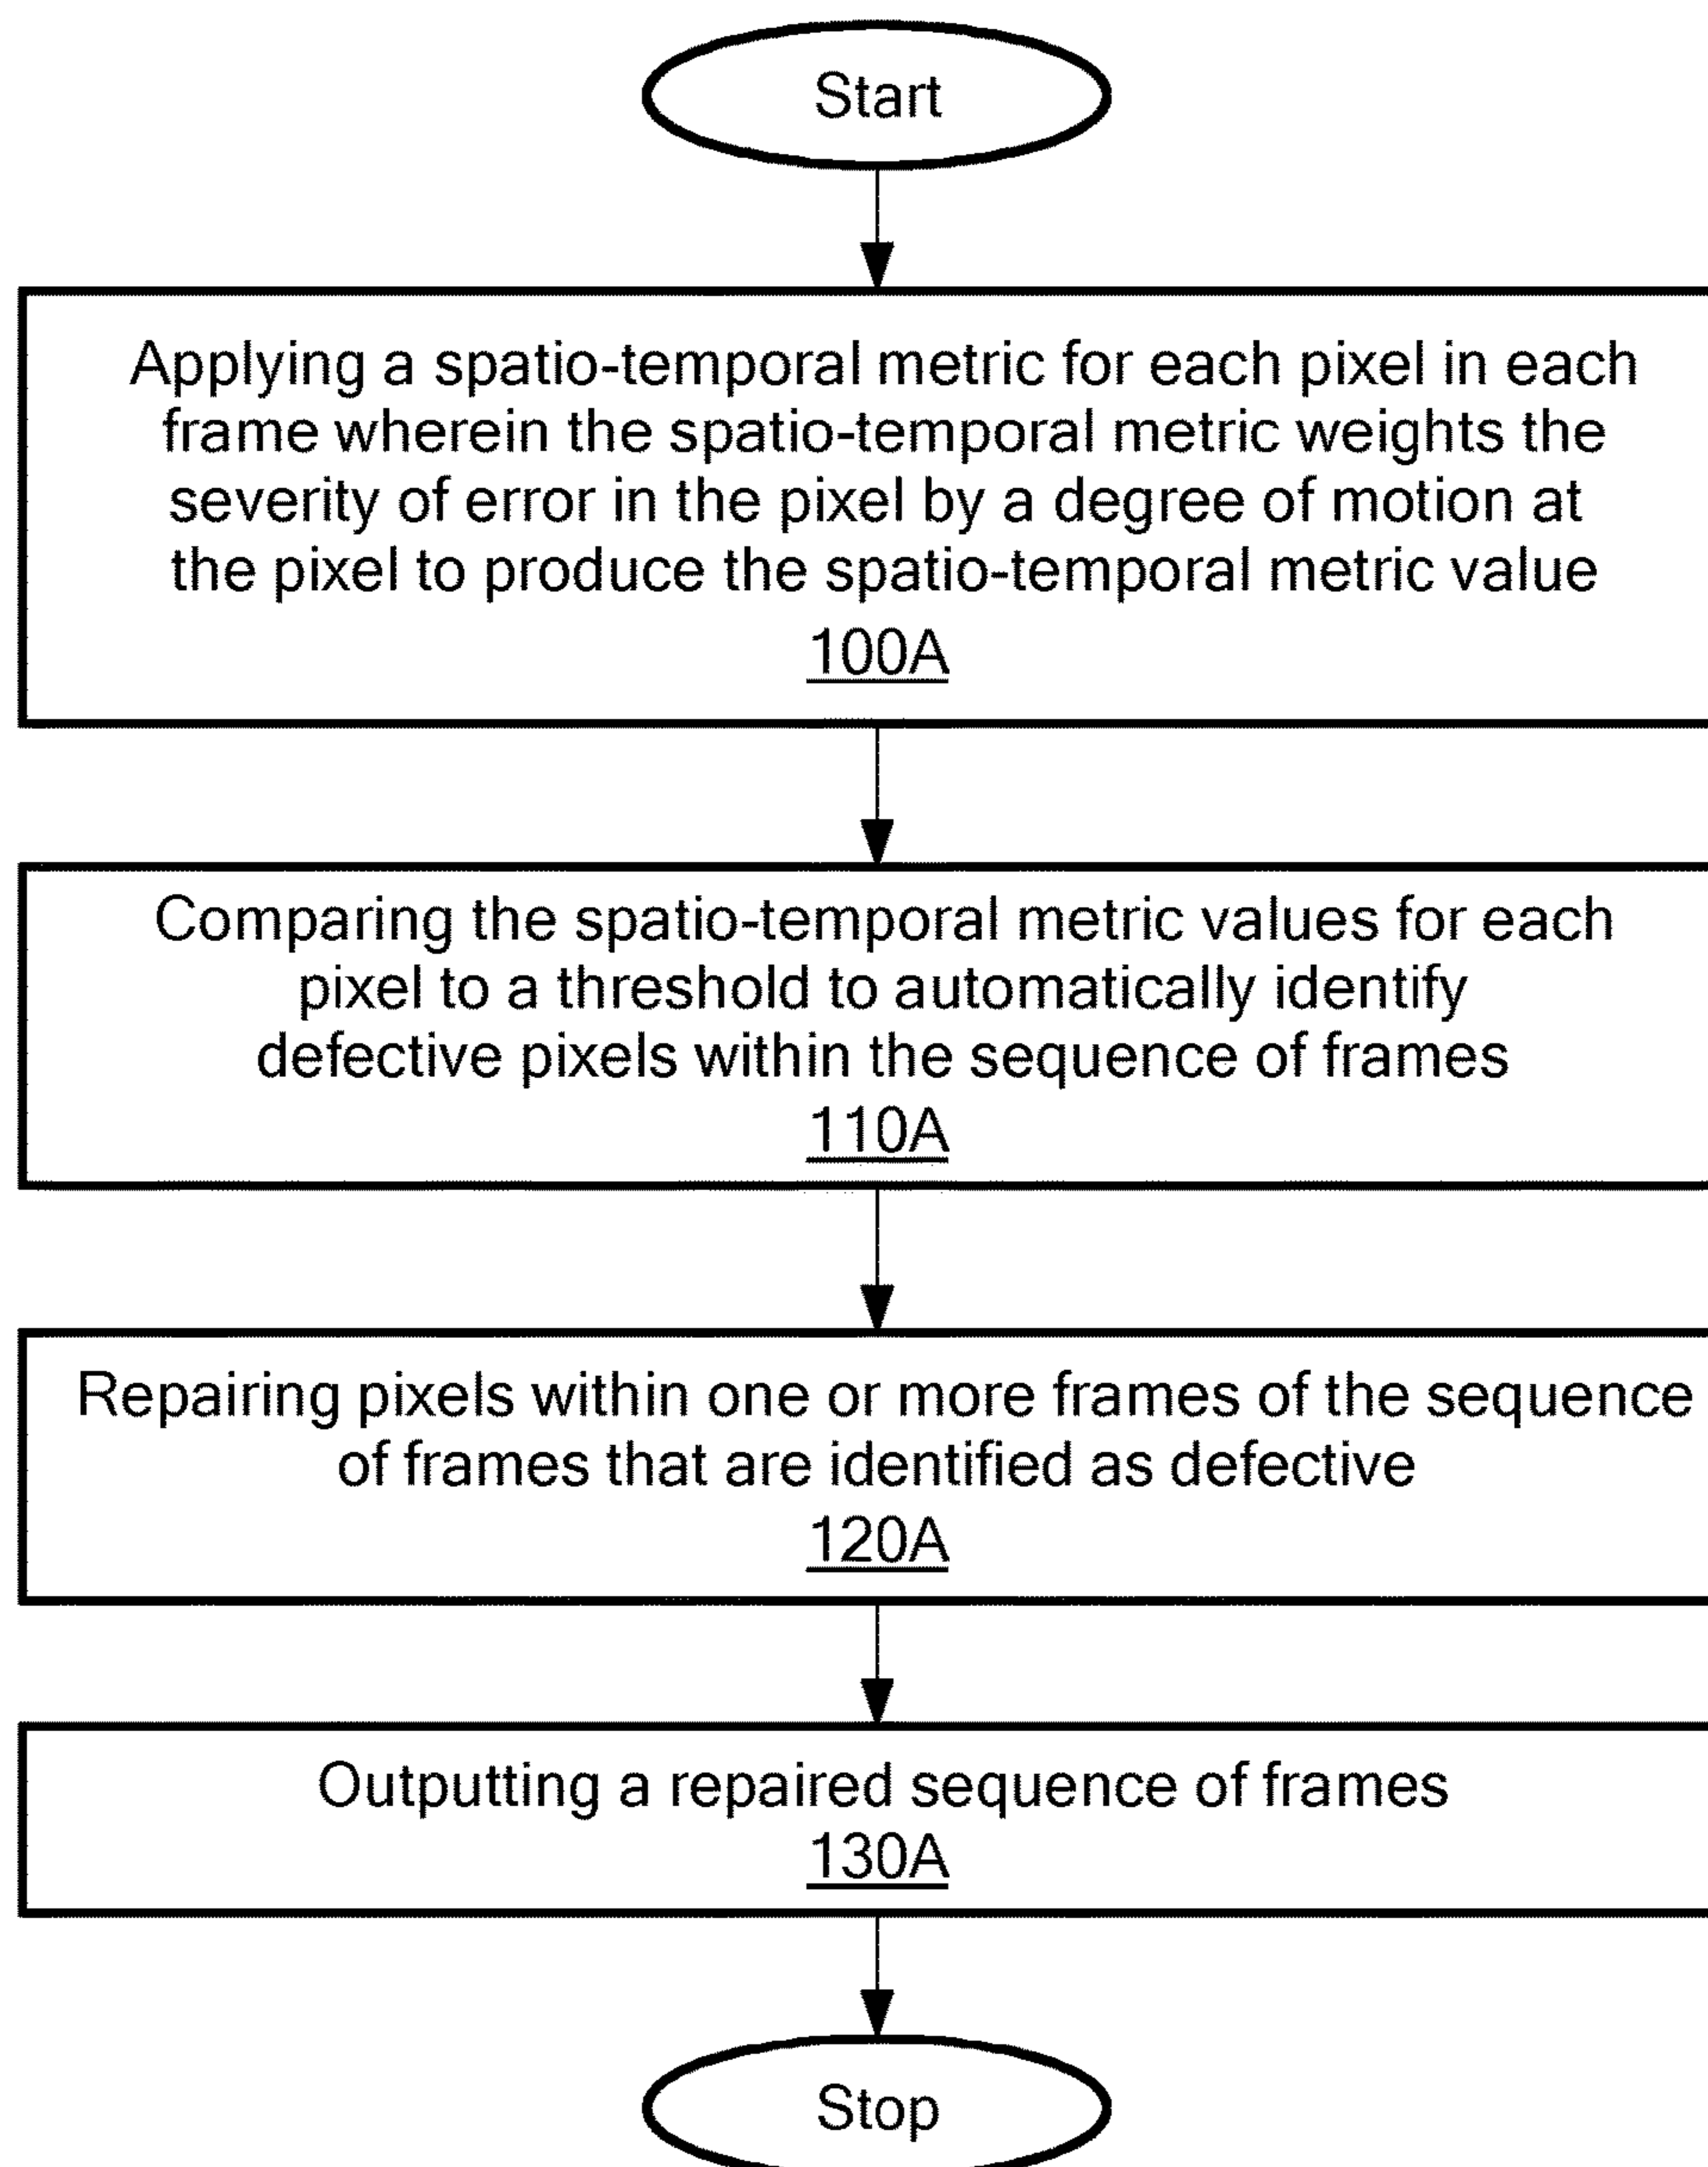 Start
Applying a spatio-temporal metric for each pixel in each
frame wherein the spatio-temporal metric weights the
severity of error in the pixel by a degree of motion at
the pixel to produce the spatio-temporal metric value
100A
Comparing the spatio-temporal metric values for each
pixel to a threshold to automatically identify
defective pixels within the sequence of frames
110A
Repairing pixels within one or more frames of the sequence
of frames that are identified as defective
120A
Outputting a repaired sequence of frames
130A
Stop